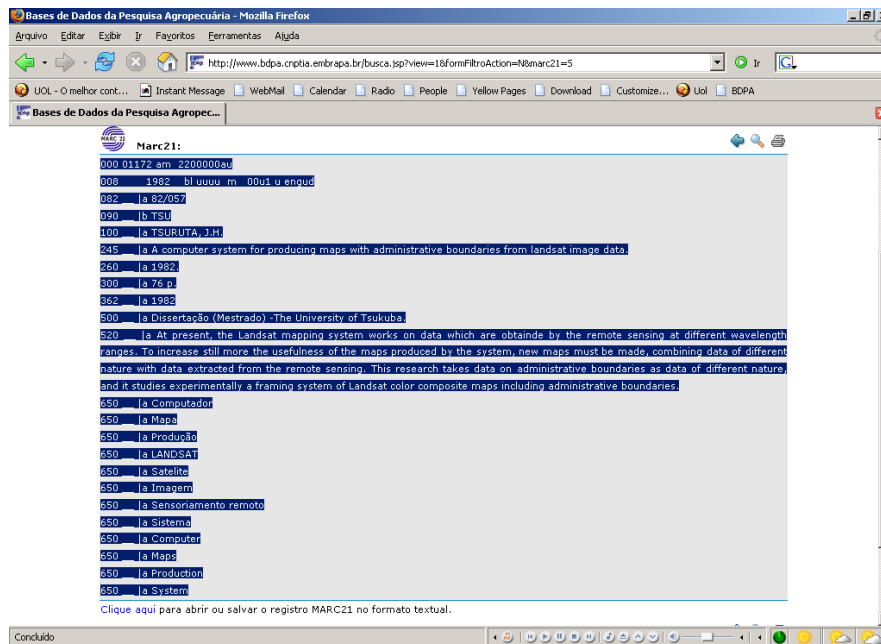 Bases de Dados da Pesquisa Agropecuária - Mozilla Firefox
Arquivo Editar Exibir Ir Favoritos Ferramentas Ajuda
http://www.bdpa.cnptia.embrapa.br/busca.jsp?view=1&formFiltroAction=N&marc21=5 Ir
UOL - O melhor cont... Instant Message WebMail Calendar Radio People Yellow Pages Download Customize... Uol BDPA
Bases de Dados da Pesquisa Agropec...
MARC 21 Marc21:
000 01172 am 2200000au
008 1982 bl uuuu m 00u1 u engud
082 __ |a 82/057
090 __ |b TSU
100 __ |a TSURUTA, J.H.
245 __ |a A computer system for producing maps with administrative boundaries from landsat image data.
260 __ |a 1982.
300 __ |a 76 p.
362 __ |a 1982
500 __ |a Dissertação (Mestrado) -The University of Tsukuba.
520 __ |a At present, the Landsat mapping system works on data which are obtainde by the remote sensing at different wavelength
ranges. To increase still more the usefulness of the maps produced by the system, new maps must be made, combining data of different
nature with data extracted from the remote sensing. This research takes data on administrative boundaries as data of different nature,
and it studies experimentally a framing system of Landsat color composite maps including administrative boundaries.
650 __ |a Computador
650 __ |a Mapa
650 __ |a Produção
650 __ |a LANDSAT
650 __ |a Satelite
650 __ |a Imagem
650 __ |a Sensoriamento remoto
650 __ |a Sistema
650 __ |a Computer
650 __ |a Maps
650 __ |a Production
650 __ |a System
Clique aqui para abrir ou salvar o registro MARC21 no formato textual.
Concluído